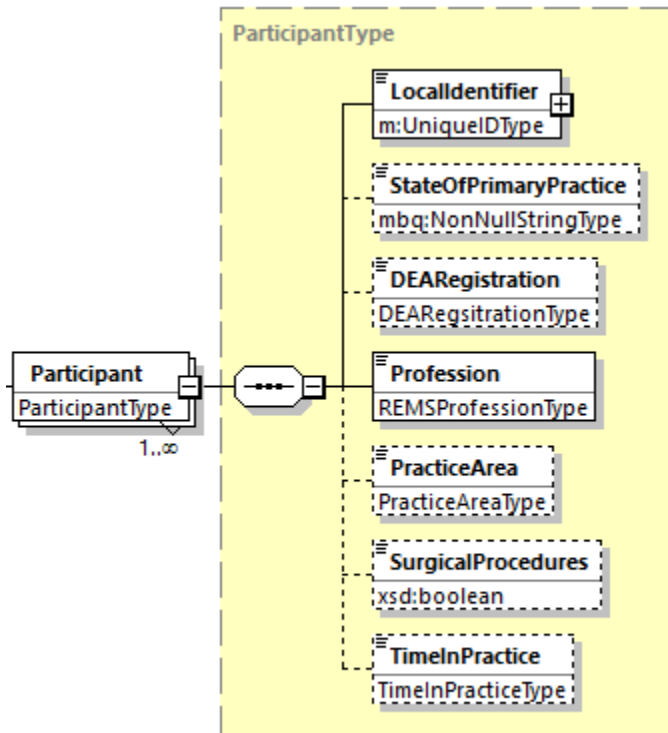 ParticipantType
LocalIdentifier
m:UniqueIDType
StateOfPrimaryPractice
mbq:NonNullStringType
DEARegistration
DEARegsitrationType
Participant
ParticipantType
1..∞
Profession
REMSProfessionType
PracticeArea
PracticeAreaType
SurgicalProcedures
xsd:boolean
TimeInPractice
TimeInPracticeType